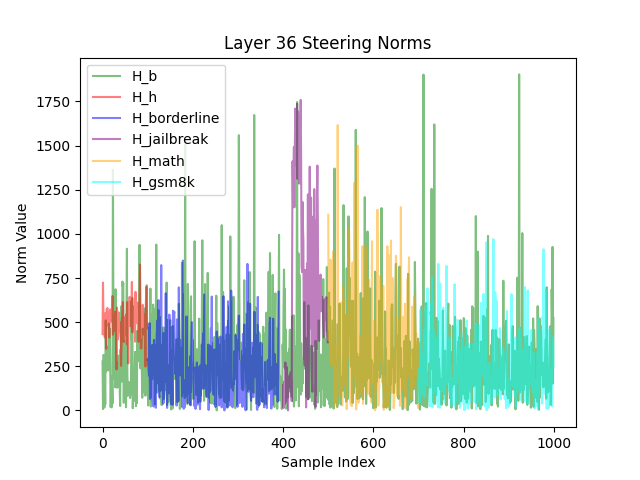 Layer 36 Steering Norms
H_b
H_h
H_borderline
H_jailbreak
H_math
H_gsm8k
1750
1500
1250
1000
750
500
250
0
Norm Value
0 200 400 600 800 1000
Sample Index